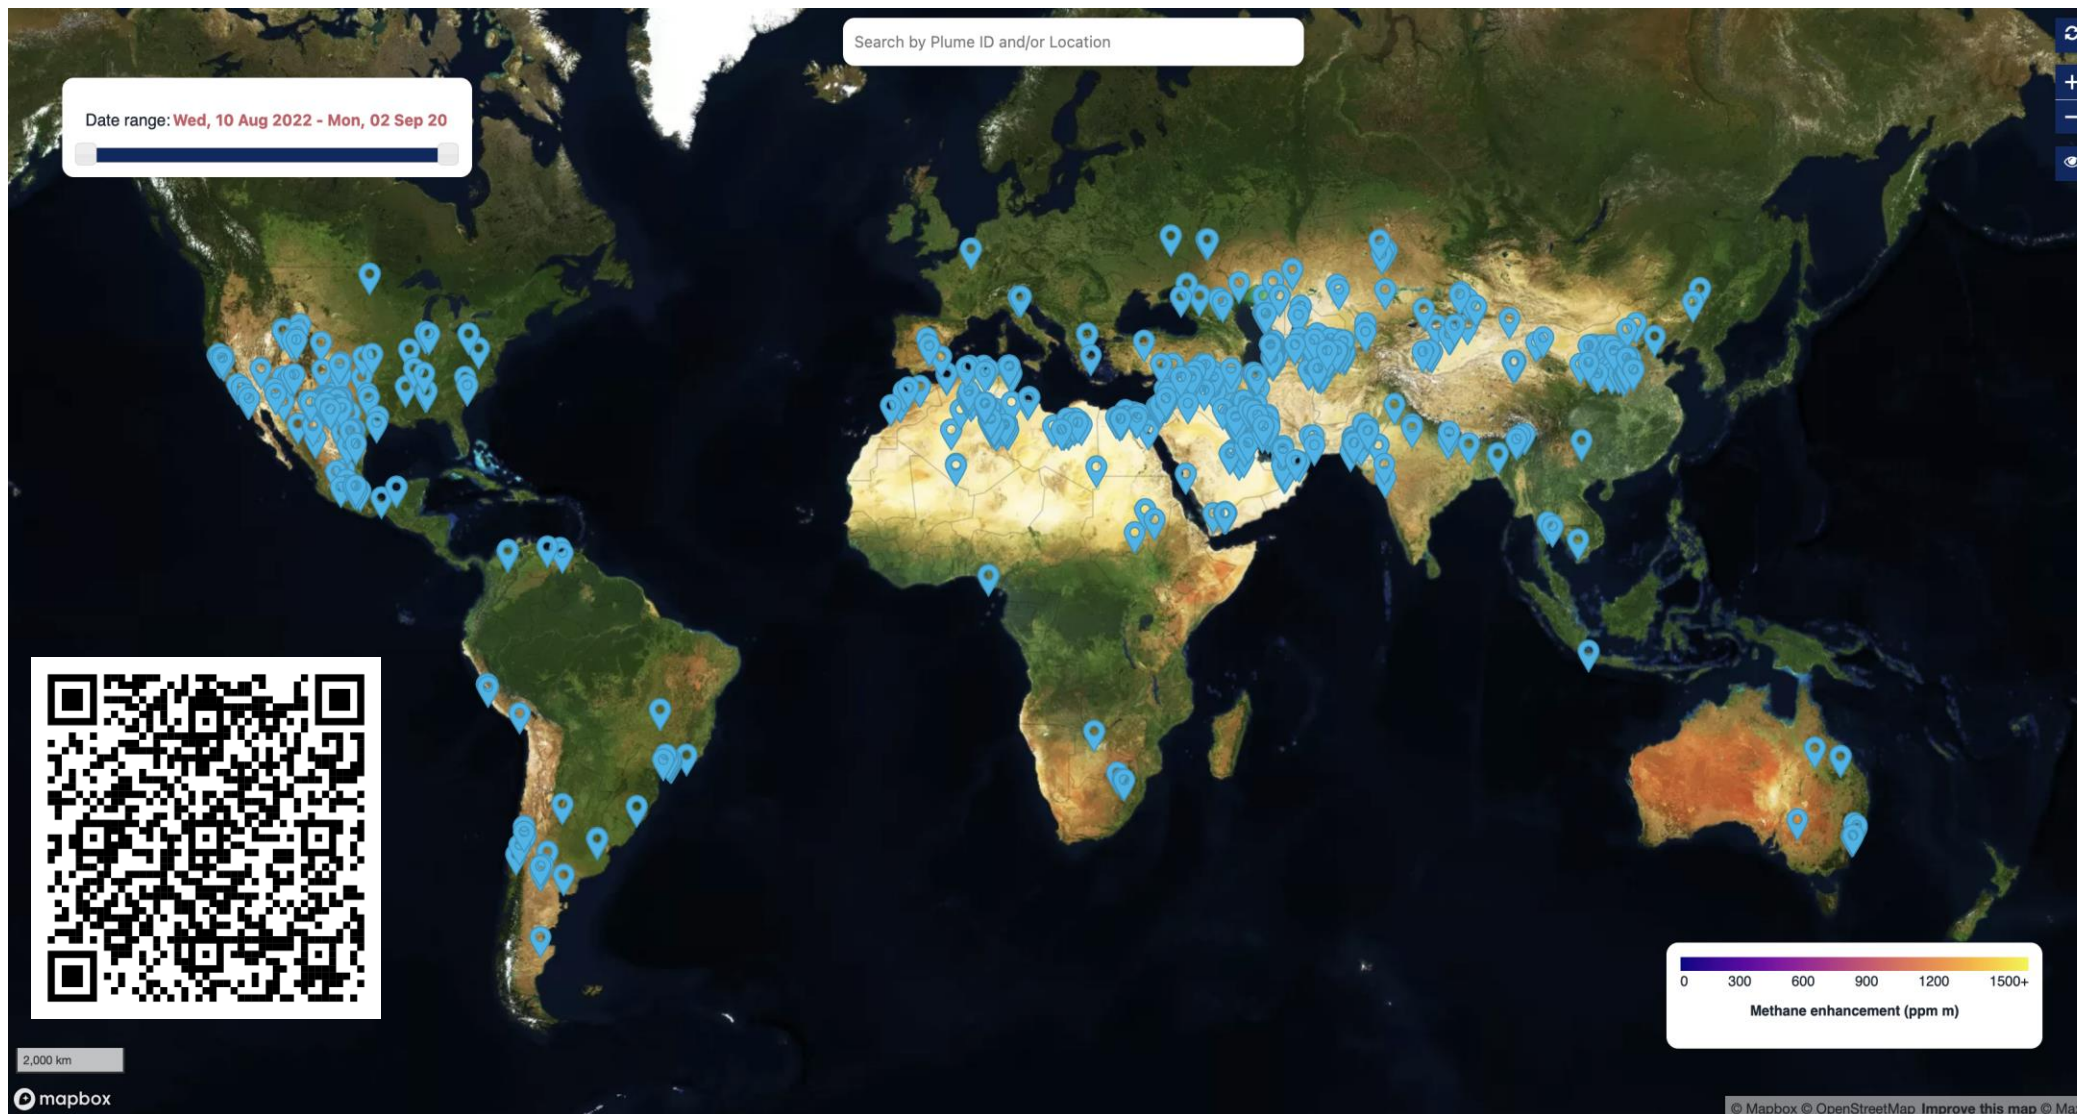 Search by Plume ID and/or Location
Date range: Wed, 10 Aug 2022 - Mon, 02 Sep 20
0 300 600 900 1200 1500+
Methane enhancement (ppm m)
2,000 km
mapbox
© Mapbox © OpenStreetMap Improve this map © Ma